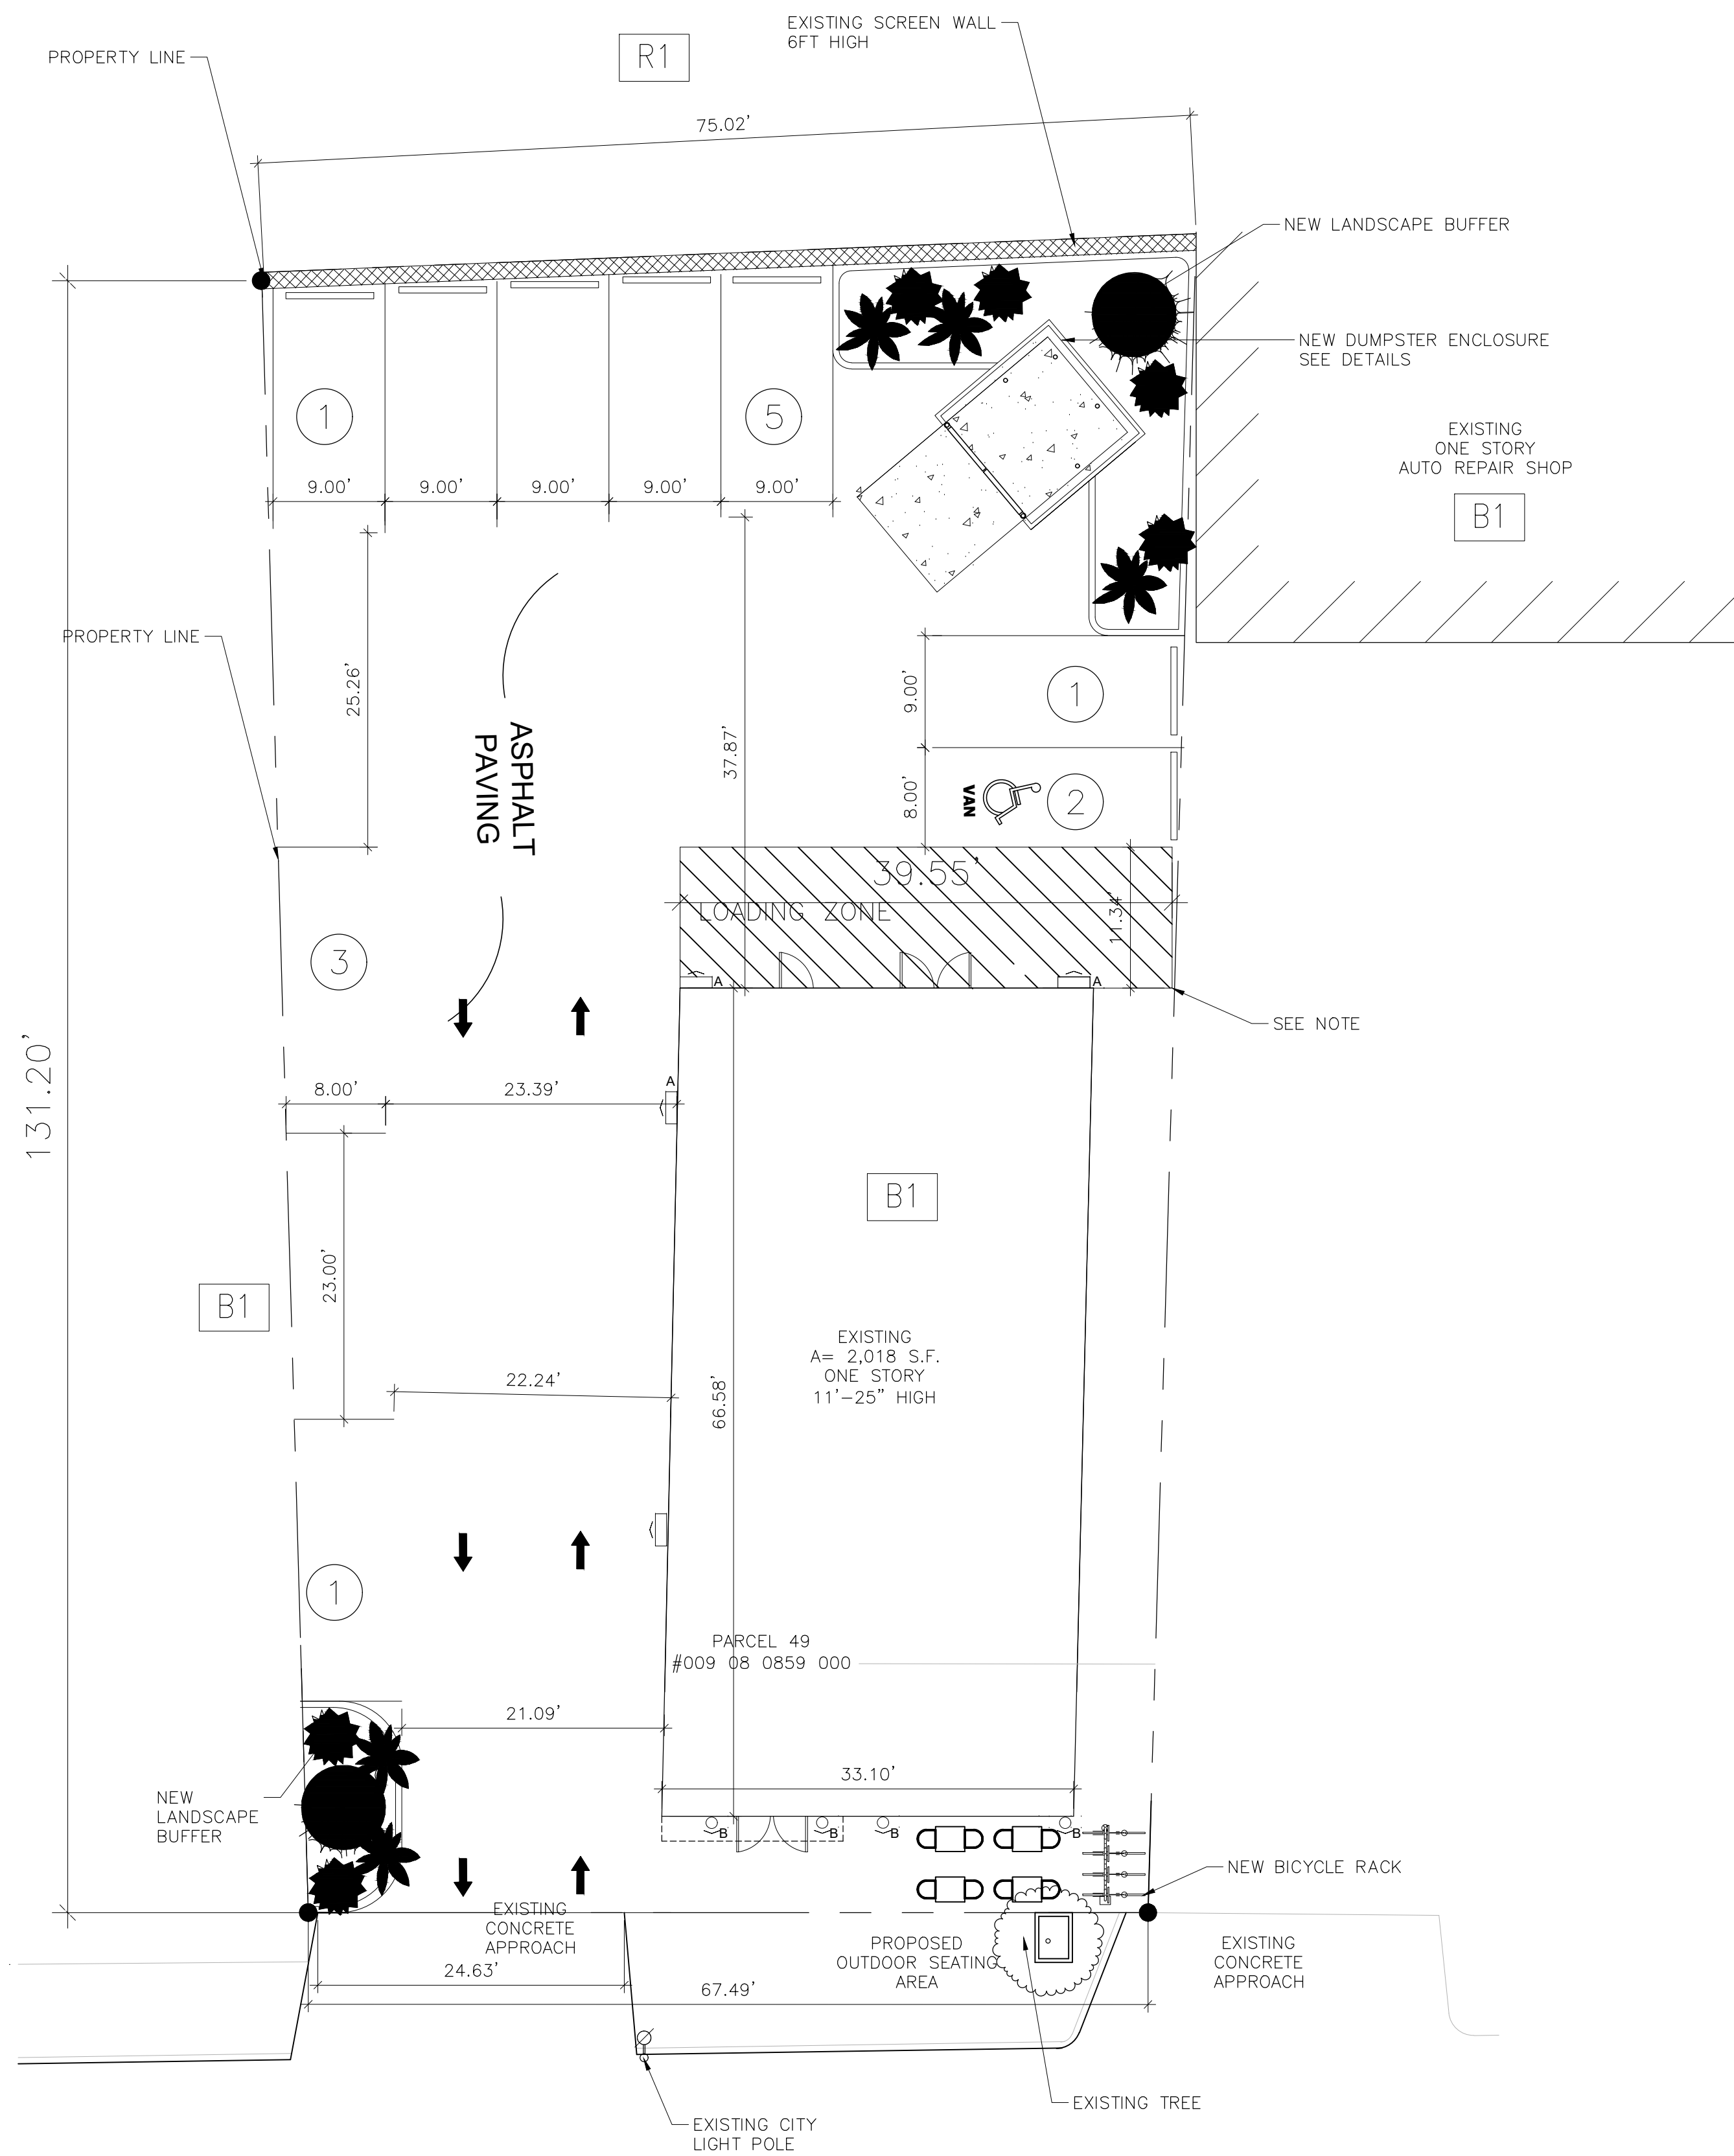 EXISTING SCREEN WALL
6FT HIGH
PROPERTY LINE
R1
75.02'
NEW LANDSCAPE BUFFER
NEW DUMPSTER ENCLOSURE
SEE DETAILS
EXISTING
ONE STORY
AUTO REPAIR SHOP
B1
1
5
9.00'
9.00'
9.00'
9.00'
9.00'
PROPERTY LINE
25.26'
ASPHALT
PAVING
37.87'
9.00'
1
8.00'
VAN
2
39.55'
LOADING ZONE
11.34'
3
A
A
SEE NOTE
131.20'
8.00'
23.39'
A
B1
23.00'
B1
EXISTING
A= 2,018 S.F.
ONE STORY
11'-25" HIGH
22.24'
66.58'
1
PARCEL 49
#009 08 0859 000
21.09'
33.10'
NEW
LANDSCAPE
BUFFER
B
B
B
B
NEW BICYCLE RACK
EXISTING
CONCRETE
APPROACH
PROPOSED
OUTDOOR SEATING
AREA
EXISTING
CONCRETE
APPROACH
24.63'
67.49'
EXISTING TREE
EXISTING CITY
LIGHT POLE